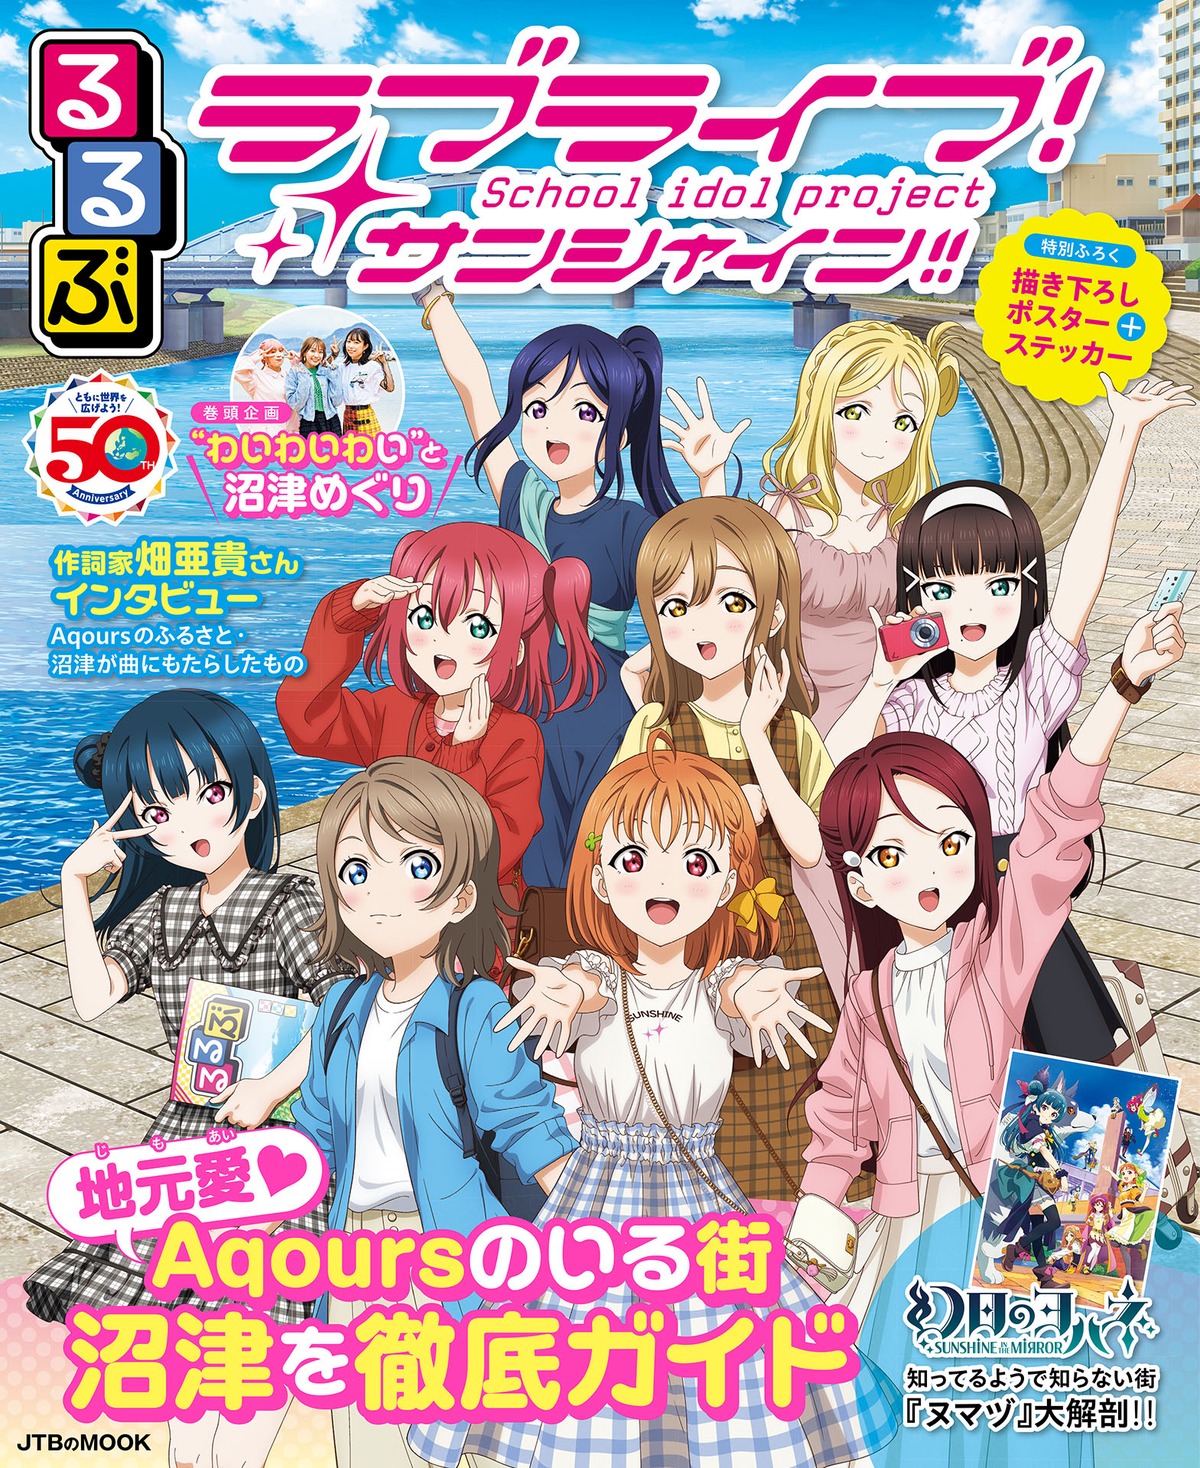 るるぶ
ラブライブ!
School idol project
サンシャイン!!
特別ふろく
描き下ろし
ポスター+
ステッカー
ともに世界を
広げよう!
50TH
Anniversary
巻頭企画
“わいわいわい”と
沼津めぐり
作詞家畑亜貴さん
インタビュー
Aqoursのふるさと・
沼津が曲にもたらしたもの
SUNSHINE
るるぶ
じもあい
地元愛♥
Aqoursのいる街
沼津を徹底ガイド
幻日のヨハネ
SUNSHINE IN THE MIRROR
知ってるようで知らない街
『ヌマヅ』大解剖!!
JTBのMOOK